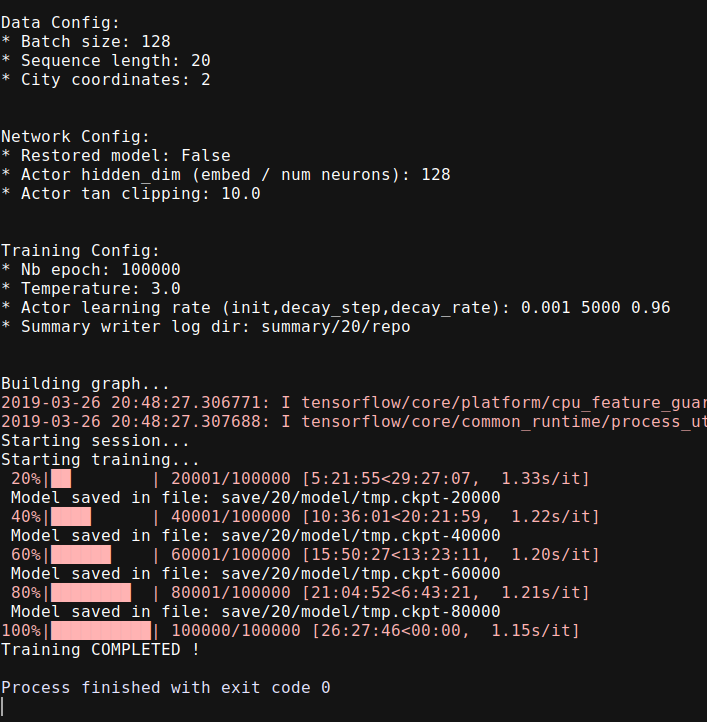 Data Config:
* Batch size: 128
* Sequence length: 20
* City coordinates: 2
Network Config:
* Restored model: False
* Actor hidden_dim (embed / num neurons): 128
* Actor tan clipping: 10.0
Training Config:
* Nb epoch: 100000
* Temperature: 3.0
* Actor learning rate (init,decay_step,decay_rate): 0.001 5000 0.96
* Summary writer log dir: summary/20/repo
Building graph...
2019-03-26 20:48:27.306771: I tensorflow/core/platform/cpu_feature_guar
2019-03-26 20:48:27.307688: I tensorflow/core/common_runtime/process_ut
Starting session...
Starting training...
20%|██        | 20001/100000 [5:21:55<29:27:07,  1.33s/it]
Model saved in file: save/20/model/tmp.ckpt-20000
40%|████      | 40001/100000 [10:36:01<20:21:59,  1.22s/it]
Model saved in file: save/20/model/tmp.ckpt-40000
60%|██████    | 60001/100000 [15:50:27<13:23:11,  1.20s/it]
Model saved in file: save/20/model/tmp.ckpt-60000
80%|████████  | 80001/100000 [21:04:52<6:43:21,  1.21s/it]
Model saved in file: save/20/model/tmp.ckpt-80000
100%|██████████| 100000/100000 [26:27:46<00:00,  1.15s/it]
Training COMPLETED !
Process finished with exit code 0